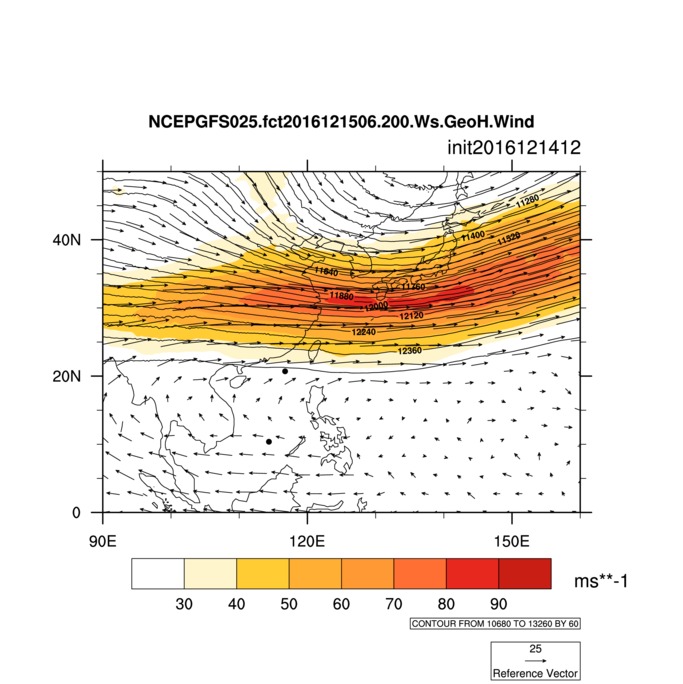 NCEPGFS025.fct2016121506.200.Ws.GeoH.Wind
init2016121412
11280
40N
11400
11520
11640
11760
11880
12000
12120
12240
12360
20N
0
90E
120E
150E
ms**-1
30
40
50
60
70
80
90
CONTOUR FROM 10680 TO 13260 BY 60
25
Reference Vector